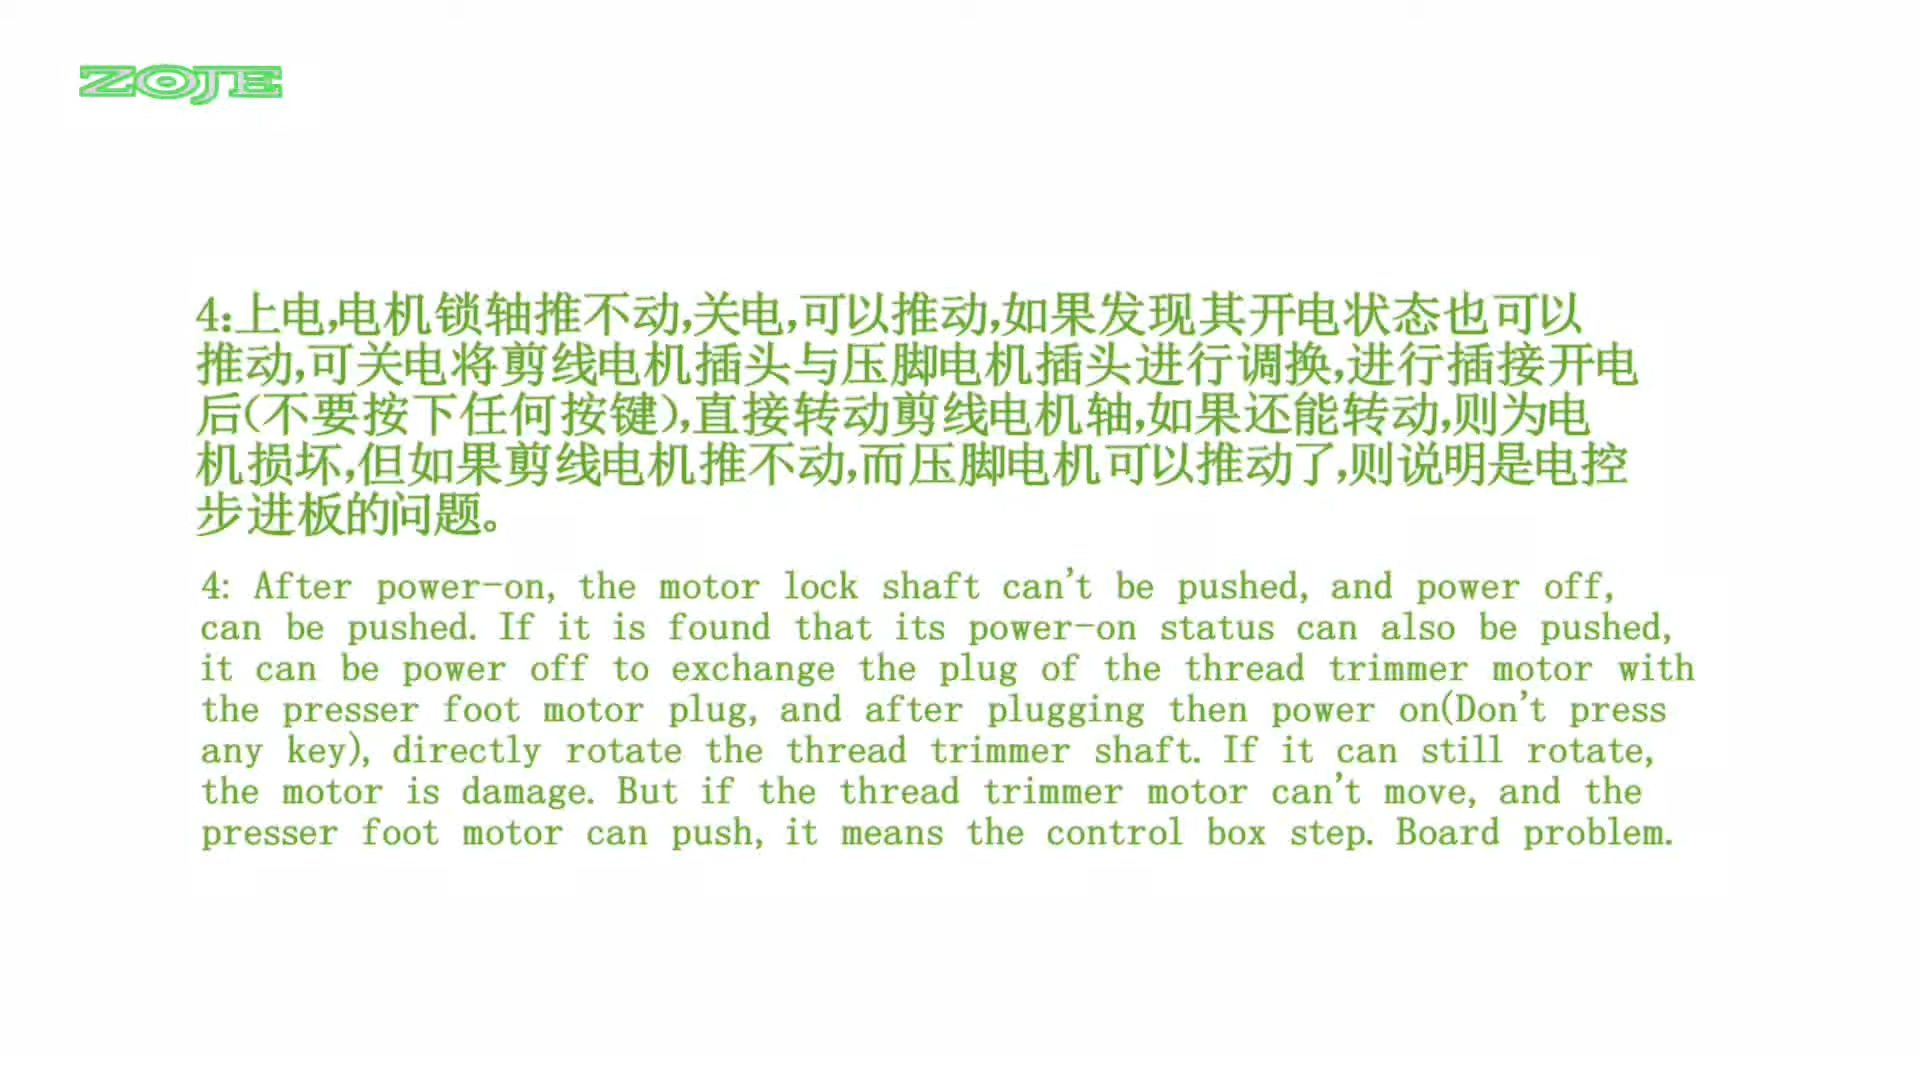 ZOJE
4:上电,电机锁轴推不动,关电,可以推动,如果发现其开电状态也可以
推动,可关电将剪线电机插头与压脚电机插头进行调换,进行插接开电
后(不要按下任何按键),直接转动剪线电机轴,如果还能转动,则为电
机损坏,但如果剪线电机推不动,而压脚电机可以推动了,则说明是电控
步进板的问题。
4: After power-on, the motor lock shaft can't be pushed, and power off,
can be pushed. If it is found that its power-on status can also be pushed,
it can be power off to exchange the plug of the thread trimmer motor with
the presser foot motor plug, and after plugging then power on(Don't press
any key), directly rotate the thread trimmer shaft. If it can still rotate,
the motor is damage. But if the thread trimmer motor can't move, and the
presser foot motor can push, it means the control box step. Board problem.